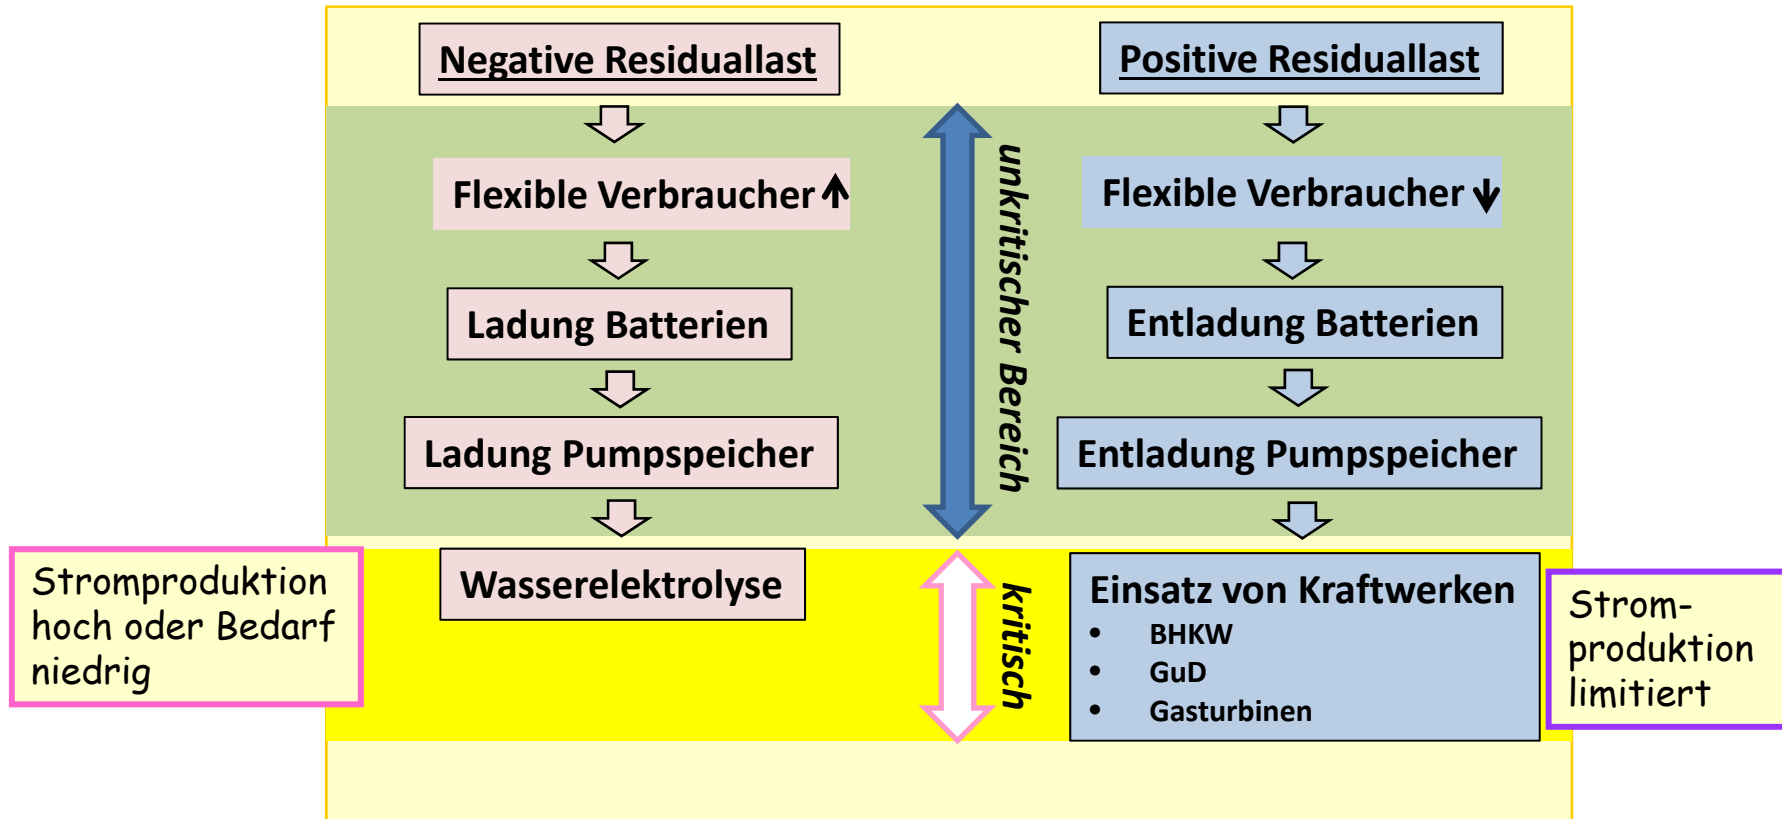 Negative Residuallast
Flexible Verbraucher ↑
Ladung Batterien
Ladung Pumpspeicher
Wasserelektrolyse
Stromproduktion
hoch oder Bedarf
niedrig
unkritischer Bereich
kritisch
Positive Residuallast
Flexible Verbraucher ↓
Entladung Batterien
Entladung Pumpspeicher
Einsatz von Kraftwerken
• BHKW
• GuD
• Gasturbinen
Strom-
produktion
limitiert